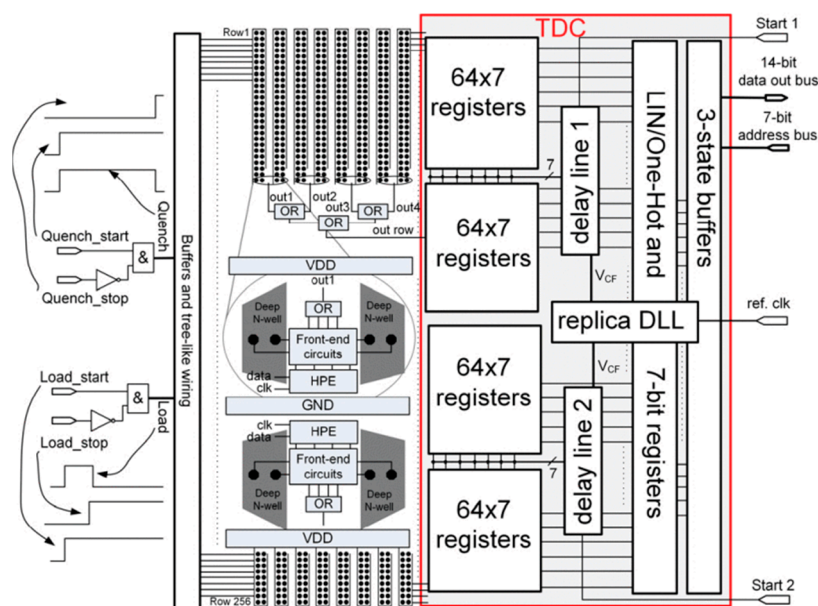 Row1
TDC
Start 1
14-bit
data out bus
7-bit
address bus
64x7
registers
7
delay line 1
LIN/One-Hot and
3-state buffers
out1
out2
out3
out4
OR
OR
OR
out row
64x7
registers
Quench
Quench_start
&
Quench_stop
Buffers and tree-like wiring
VDD
out1
OR
Deep
N-well
Deep
N-well
Front-end
circuits
data
clk
HPE
GND
VCF
replica DLL
ref. clk
VCF
Load_start
&
Load
Load_stop
clk
data
HPE
Front-end
circuits
Deep
N-well
Deep
N-well
OR
VDD
64x7
registers
7
delay line 2
7-bit registers
64x7
registers
Row 256
Start 2